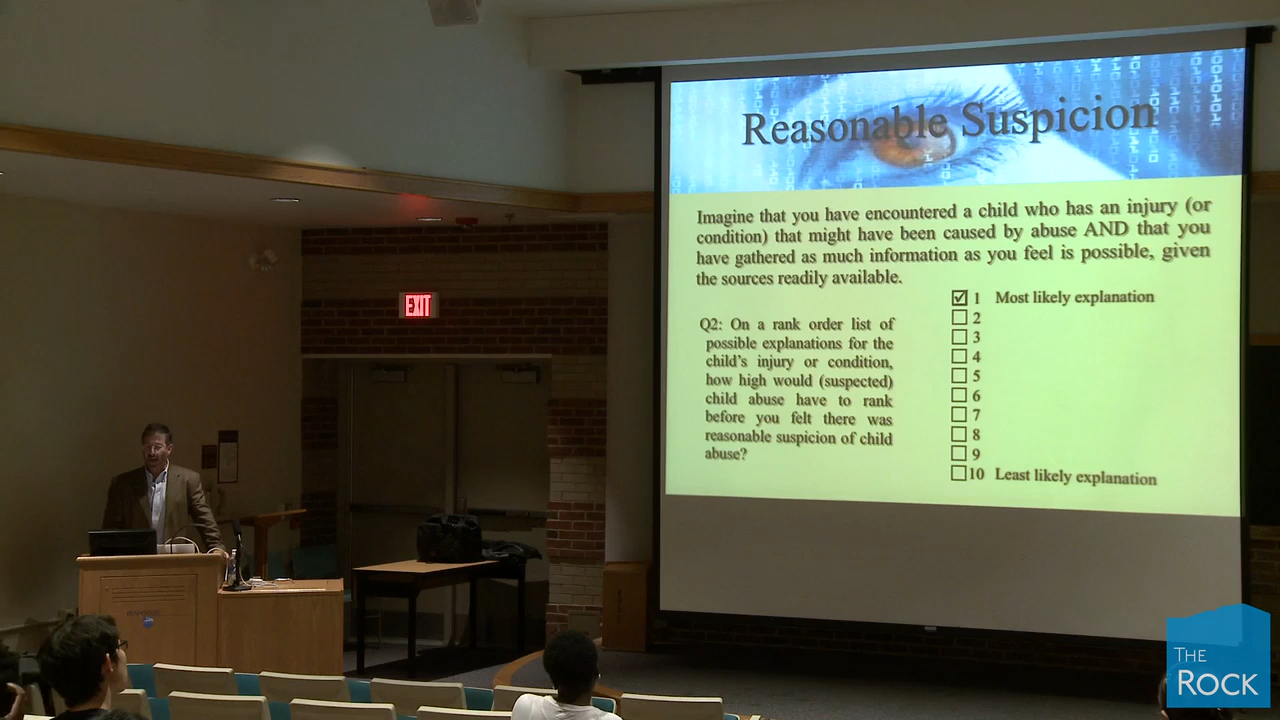 Reasonable Suspicion
Imagine that you have encountered a child who has an injury (or
condition) that might have been caused by abuse AND that you
have gathered as much information as you feel is possible, given
the sources readily available.
Q2: On a rank order list of
possible explanations for the
child's injury or condition,
how high would (suspected)
child abuse have to rank
before you felt there was
reasonable suspicion of child
abuse?
1 Most likely explanation
2
3
4
5
6
7
8
9
10 Least likely explanation
EXIT
THE
ROCK